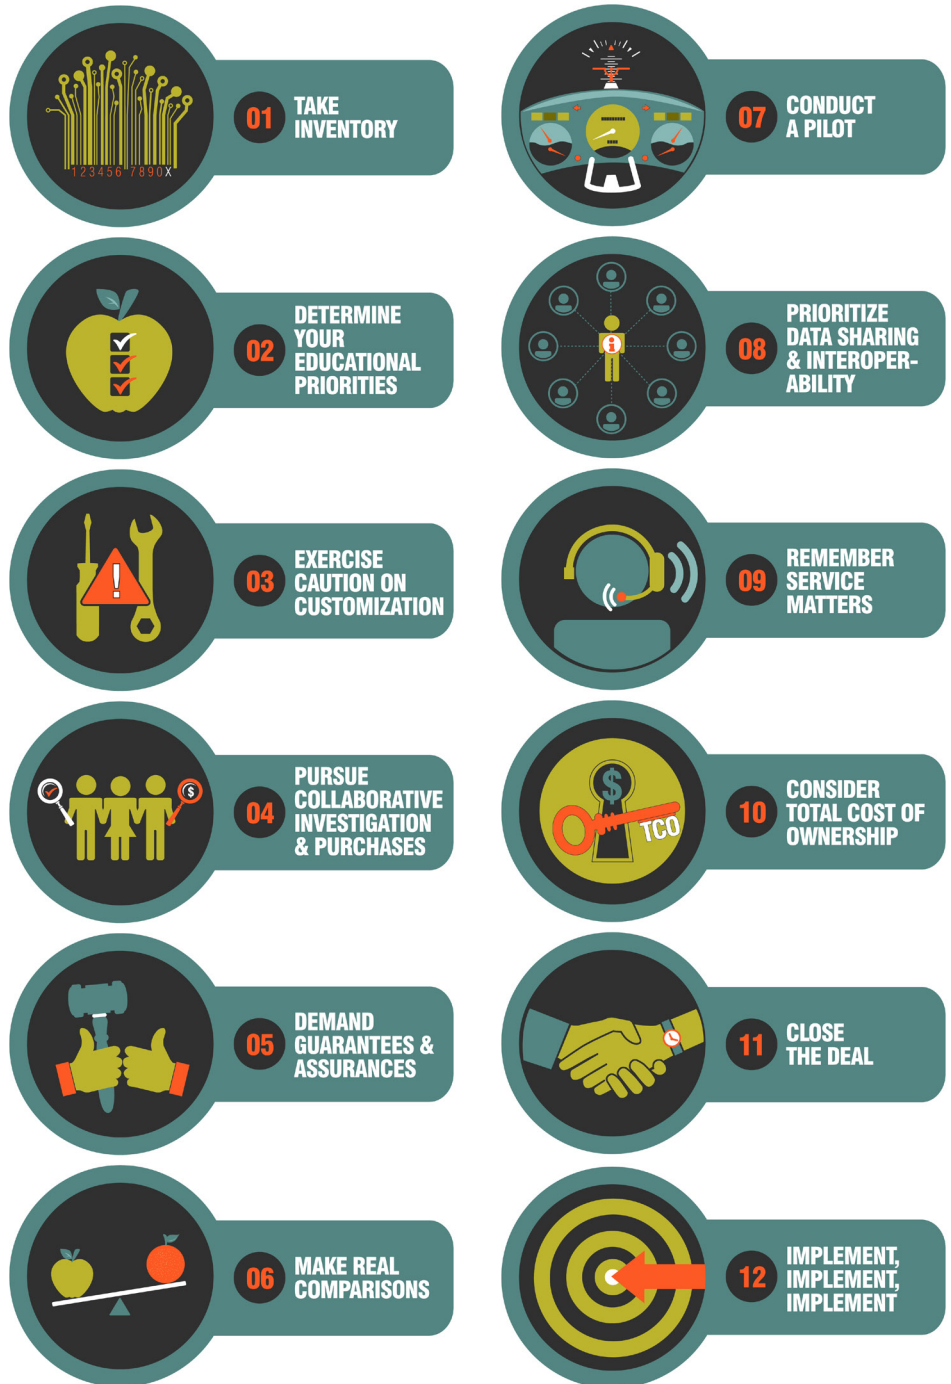 1234567890X
01
TAKE
INVENTORY
02
DETERMINE
YOUR
EDUCATIONAL
PRIORITIES
03
!
EXERCISE
CAUTION ON
CUSTOMIZATION
04
$
PURSUE
COLLABORATIVE
INVESTIGATION
& PURCHASES
05
DEMAND
GUARANTEES &
ASSURANCES
06
MAKE REAL
COMPARISONS
07
CONDUCT
A PILOT
08
i
PRIORITIZE
DATA SHARING
& INTEROPER-
ABILITY
09
REMEMBER
SERVICE
MATTERS
10
$
TCO
CONSIDER
TOTAL COST OF
OWNERSHIP
11
CLOSE
THE DEAL
12
IMPLEMENT,
IMPLEMENT,
IMPLEMENT